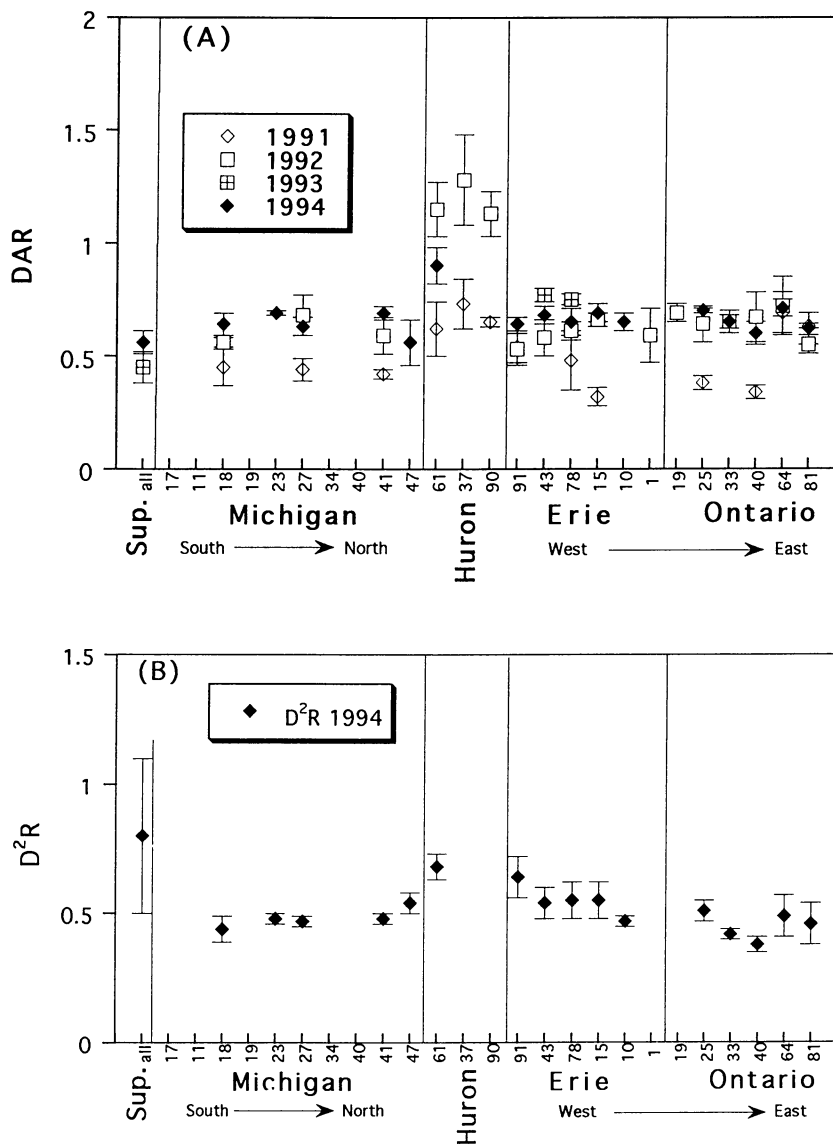 2
(A)
1.5
1991
1992
1993
1994
DAR
1
0.5
0
all 17 11 18 19 23 27 34 40 41 47 61 37 90 91 43 78 15 10 1 19 25 33 40 64 81
Sup. Michigan Huron Erie Ontario
South North West East
1.5
(B)
D²R 1994
1
D²R
0.5
0
all 17 11 18 19 23 27 34 40 41 47 61 37 90 91 43 78 15 10 1 19 25 33 40 64 81
Sup. Michigan Huron Erie Ontario
South North West East